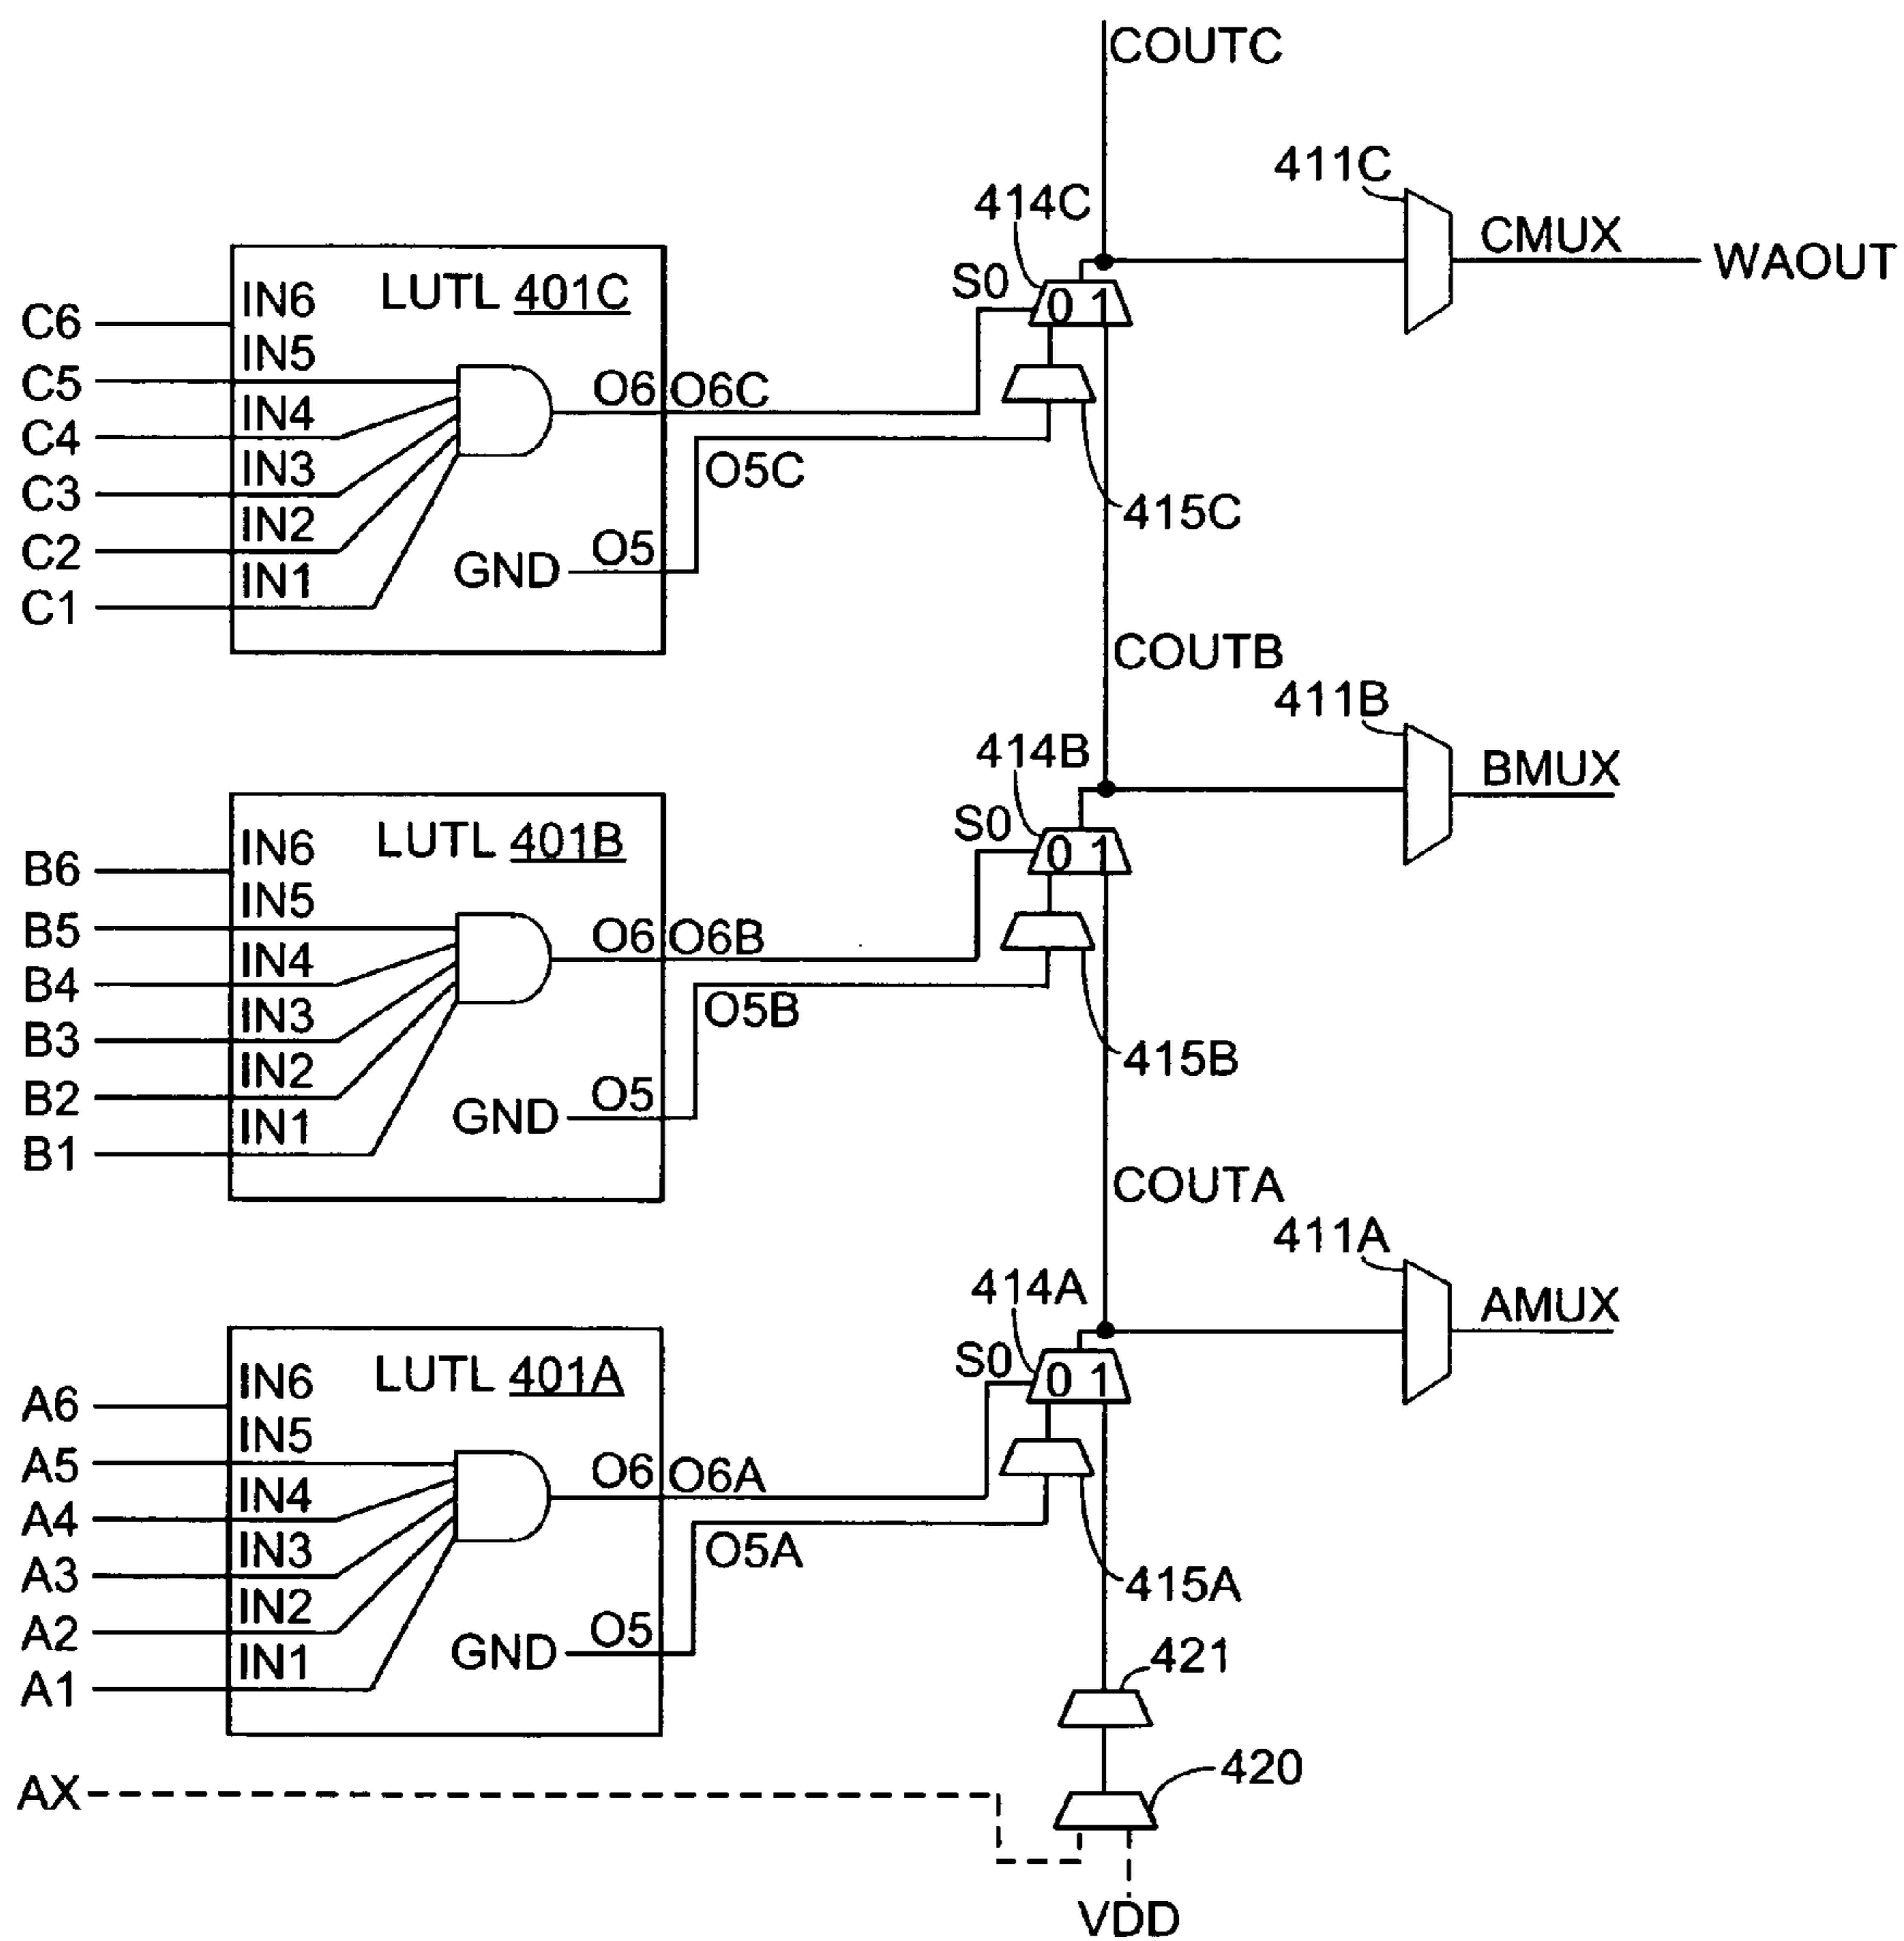 COUTC
411C
414C
CMUX
WAOUT
S0
0 1
LUTL 401C
C6
IN6
C5
IN5
C4
IN4
C3
IN3
C2
IN2
C1
IN1
O6
O6C
O5C
GND
O5
415C
COUTB
411B
414B
BMUX
S0
0 1
LUTL 401B
B6
IN6
B5
IN5
B4
IN4
B3
IN3
B2
IN2
B1
IN1
O6
O6B
O5B
GND
O5
415B
COUTA
411A
414A
AMUX
S0
0 1
LUTL 401A
A6
IN6
A5
IN5
A4
IN4
A3
IN3
A2
IN2
A1
IN1
O6
O6A
O5A
GND
O5
415A
421
420
AX
VDD